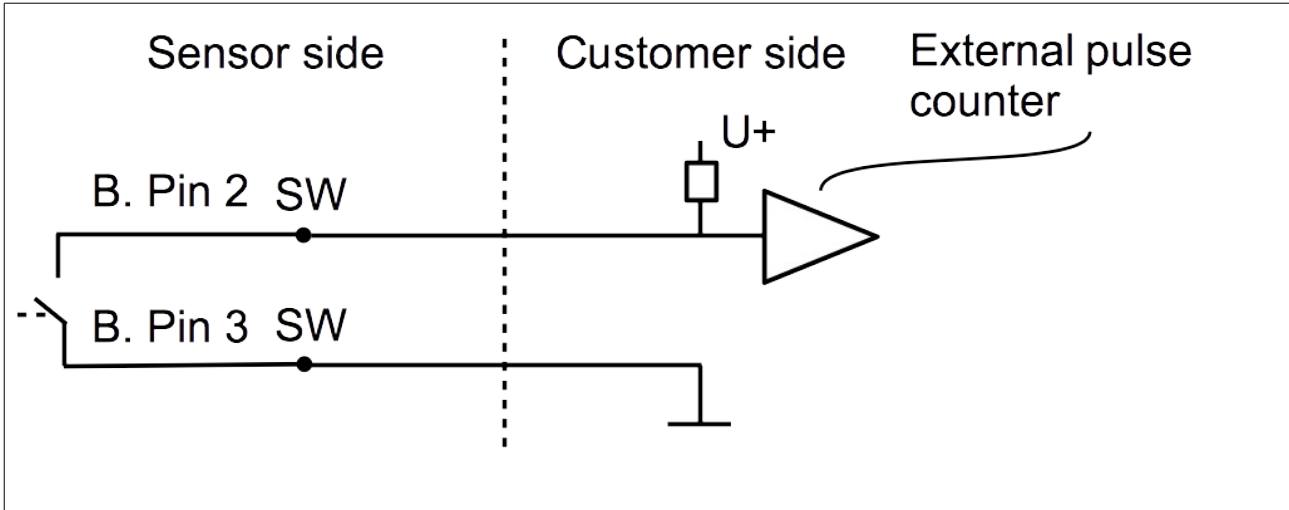 Sensor side
Customer side
External pulse
counter
U+
B. Pin 2 SW
B. Pin 3 SW